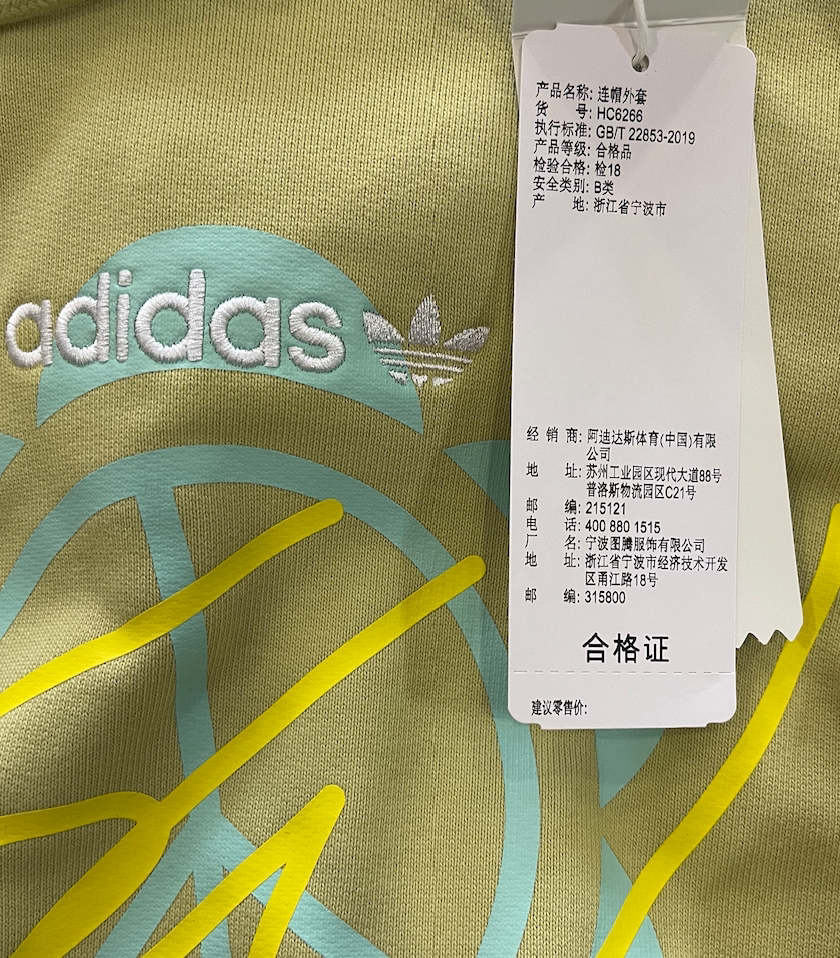 产品名称: 连帽外套
货 号: HC6266
执行标准: GB/T 22853-2019
产品等级: 合格品
检验合格: 检18
安全类别: B类
产 地: 浙江省宁波市
adidas
经 销 商: 阿迪达斯体育(中国)有限
公司
地 址: 苏州工业园区现代大道88号
普洛斯物流园区C21号
邮 编: 215121
电 话: 400 880 1515
厂 名: 宁波图腾服饰有限公司
地 址: 浙江省宁波市经济技术开发
区甬江路18号
邮 编: 315800
合格证
建议零售价: